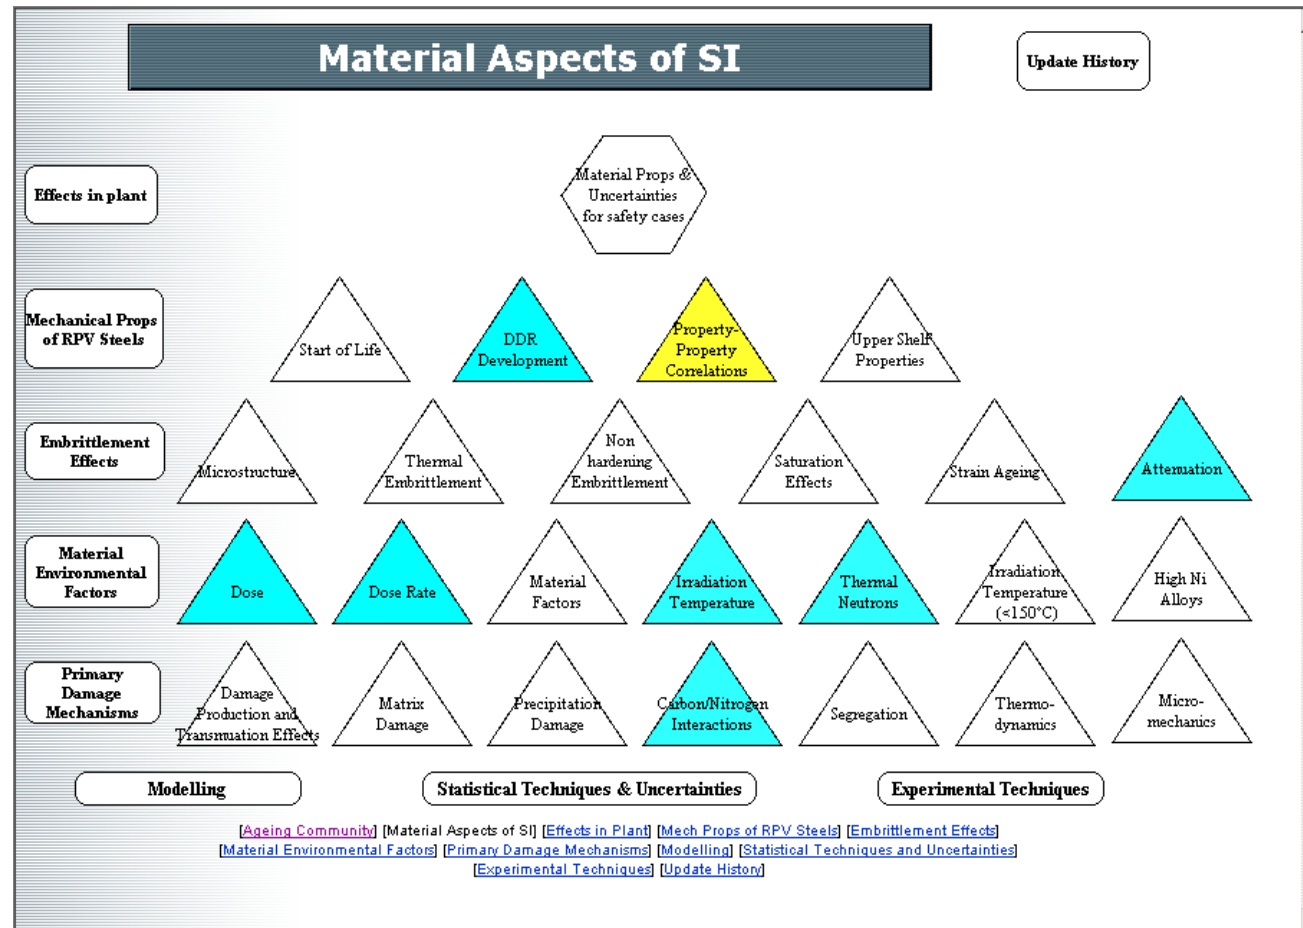 Material Aspects of SI
Update History
Effects in plant
Material Props &
Uncertainties
for safety cases
Mechanical Props
of RPV Steels
Start of Life
DDR
Development
Property-
Property
Correlations
Upper Shelf
Properties
Embrittlement
Effects
Microstructure
Thermal
Embrittlement
Non
hardening
Embrittlement
Saturation
Effects
Strain Ageing
Attenuation
Material
Environmental
Factors
Dose
Dose Rate
Material
Factors
Irradiation
Temperature
Thermal
Neutrons
Irradiation
Temperature
(<150°C)
High Ni
Alloys
Primary
Damage
Mechanisms
Damage
Production and
Transmuation Effects
Matrix
Damage
Precipitation
Damage
Carbon/Nitrogen
Interactions
Segregation
Thermo-
dynamics
Micro-
mechanics
Modelling
Statistical Techniques & Uncertainties
Experimental Techniques
[Ageing Community] [Material Aspects of SI] [Effects in Plant] [Mech Props of RPV Steels] [Embrittlement Effects]
[Material Environmental Factors] [Primary Damage Mechanisms] [Modelling] [Statistical Techniques and Uncertainties]
[Experimental Techniques] [Update History]